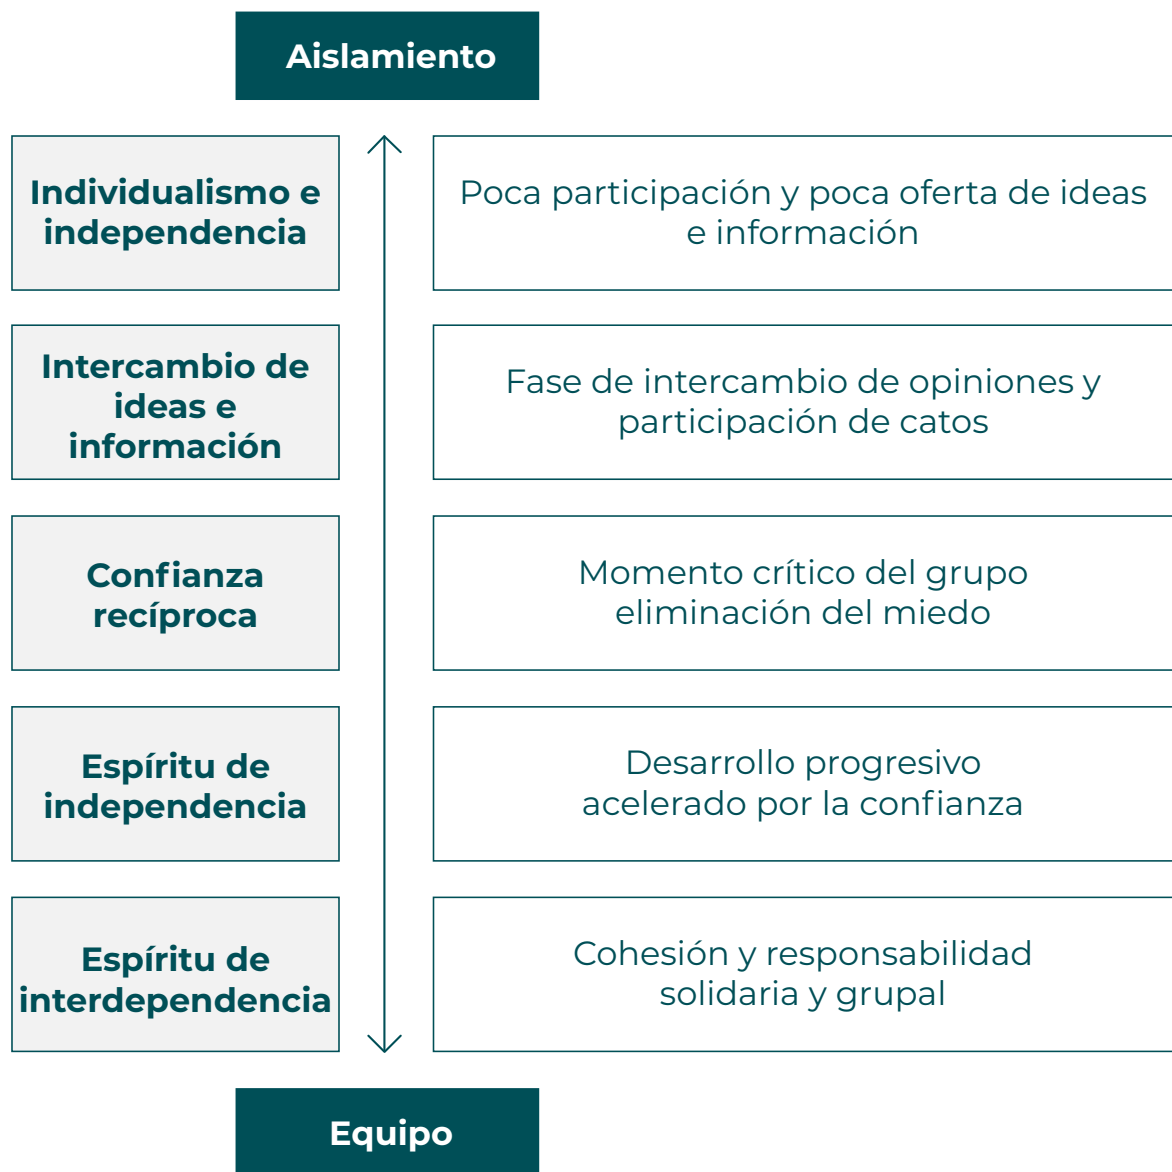 Aislamiento
Individualismo e
independencia
Poca participación y poca oferta de ideas
e información
Intercambio de
ideas e
información
Fase de intercambio de opiniones y
participación de catos
Confianza
recíproca
Momento crítico del grupo
eliminación del miedo
Espíritu de
independencia
Desarrollo progresivo
acelerado por la confianza
Espíritu de
interdependencia
Cohesión y responsabilidad
solidaria y grupal
Equipo